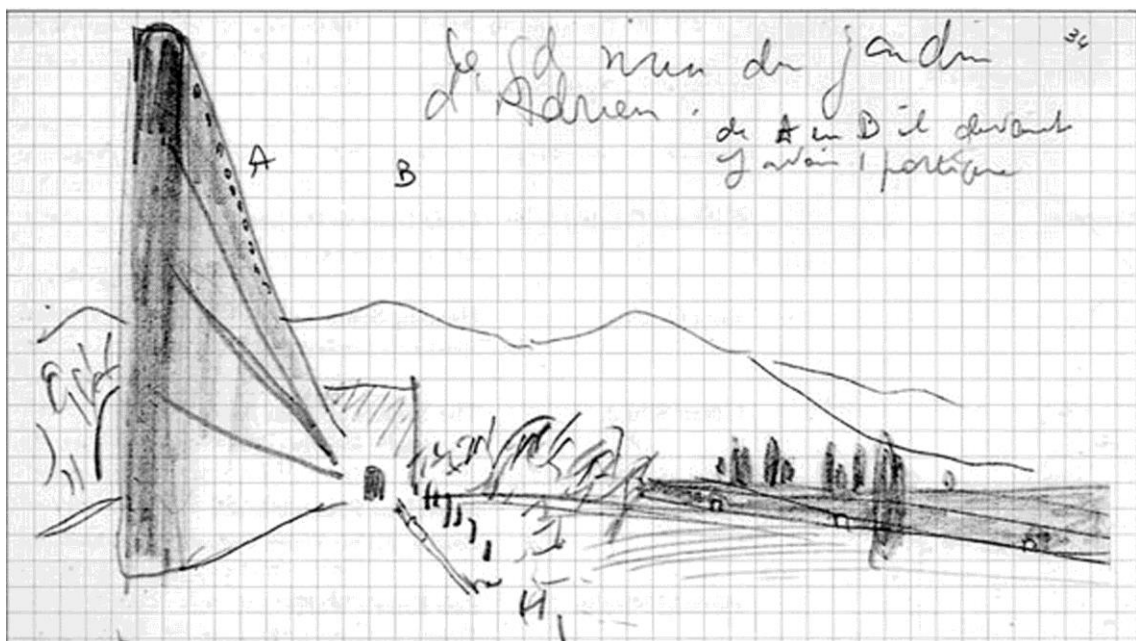 34
le gd mur du jardin
d'Adrien.
de A en B il devait
y avoir 1 portique
A
B